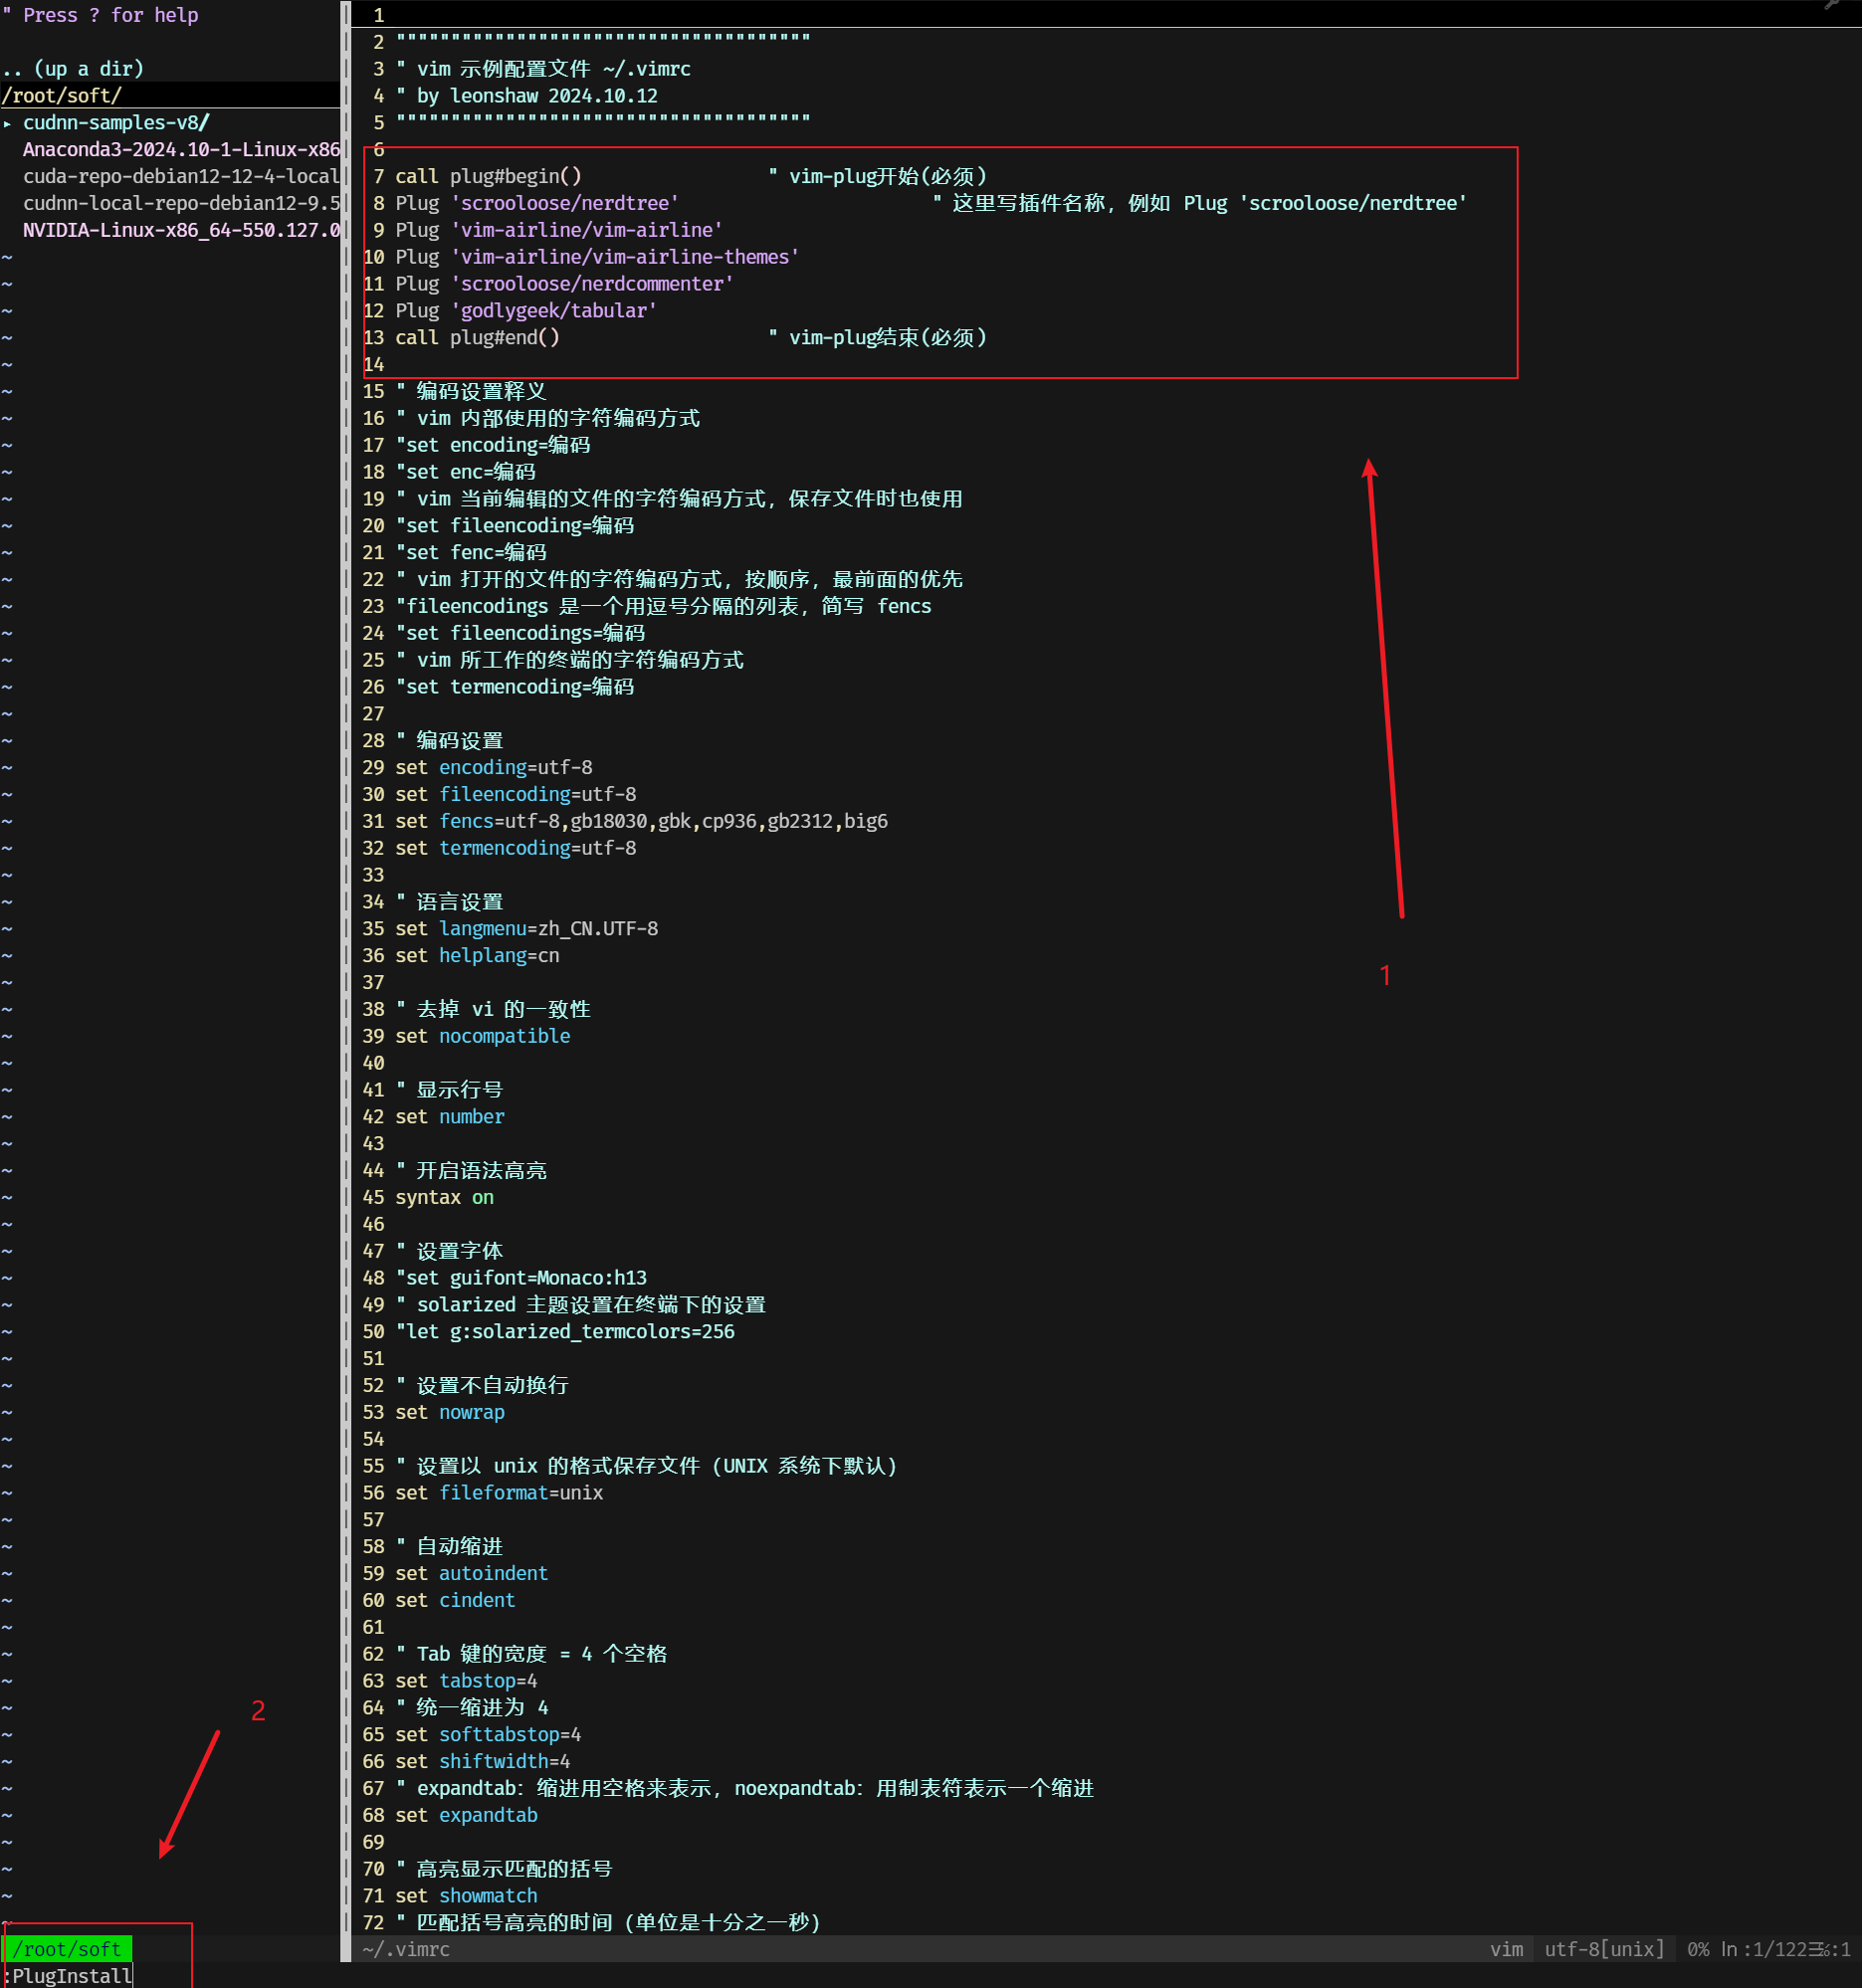 " Press ? for help
.. (up a dir)
/root/soft/
▸ cudnn-samples-v8/
Anaconda3-2024.10-1-Linux-x86
cuda-repo-debian12-12-4-local
cudnn-local-repo-debian12-9.5
NVIDIA-Linux-x86_64-550.127.0
1
2 """"""""""""""""""""""""""""""""""""""
3 " vim 示例配置文件 ~/.vimrc
4 " by leonshaw 2024.10.12
5 """"""""""""""""""""""""""""""""""""""
6
7 call plug#begin() " vim-plug开始(必须)
8 Plug 'scrooloose/nerdtree' " 这里写插件名称, 例如 Plug 'scrooloose/nerdtree'
9 Plug 'vim-airline/vim-airline'
10 Plug 'vim-airline/vim-airline-themes'
11 Plug 'scrooloose/nerdcommenter'
12 Plug 'godlygeek/tabular'
13 call plug#end() " vim-plug结束(必须)
14
15 " 编码设置释义
16 " vim 内部使用的字符编码方式
17 "set encoding=编码
18 "set enc=编码
19 " vim 当前编辑的文件的字符编码方式, 保存文件时也使用
20 "set fileencoding=编码
21 "set fenc=编码
22 " vim 打开的文件的字符编码方式, 按顺序, 最前面的优先
23 "fileencodings 是一个用逗号分隔的列表, 简写 fencs
24 "set fileencodings=编码
25 " vim 所工作的终端的字符编码方式
26 "set termencoding=编码
27
28 " 编码设置
29 set encoding=utf-8
30 set fileencoding=utf-8
31 set fencs=utf-8,gb18030,gbk,cp936,gb2312,big6
32 set termencoding=utf-8
33
34 " 语言设置
35 set langmenu=zh_CN.UTF-8
36 set helplang=cn
37
38 " 去掉 vi 的一致性
39 set nocompatible
40
41 " 显示行号
42 set number
43
44 " 开启语法高亮
45 syntax on
46
47 " 设置字体
48 "set guifont=Monaco:h13
49 " solarized 主题设置在终端下的设置
50 "let g:solarized_termcolors=256
51
52 " 设置不自动换行
53 set nowrap
54
55 " 设置以 unix 的格式保存文件 (UNIX 系统下默认)
56 set fileformat=unix
57
58 " 自动缩进
59 set autoindent
60 set cindent
61
62 " Tab 键的宽度 = 4 个空格
63 set tabstop=4
64 " 统一缩进为 4
65 set softtabstop=4
66 set shiftwidth=4
67 " expandtab: 缩进用空格来表示, noexpandtab: 用制表符表示一个缩进
68 set expandtab
69
70 " 高亮显示匹配的括号
71 set showmatch
72 " 匹配括号高亮的时间 (单位是十分之一秒)
1
2
/root/soft
~/.vimrc vim utf-8[unix] 0% ln :1/122☰℅:1
:PlugInstall